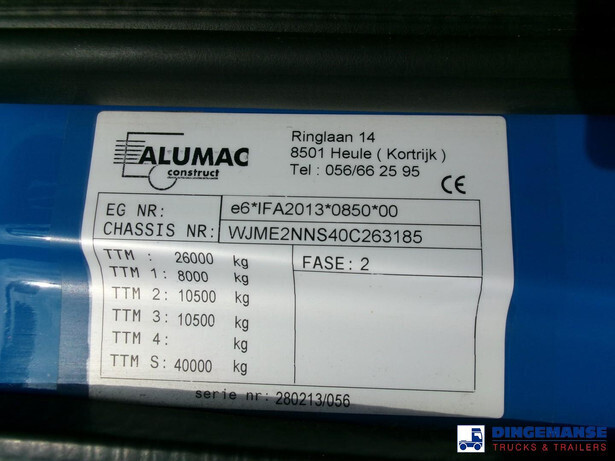 ALUMAC
construct
Ringlaan 14
8501 Heule ( Kortrijk )
Tel : 056/66 25 95
CE
EG NR: e6*IFA2013*0850*00
CHASSIS NR: WJME2NNS40C263185
TTM : 26000 kg
TTM 1: 8000 kg
TTM 2: 10500 kg
TTM 3: 10500 kg
TTM 4: kg
TTM S: 40000 kg
FASE: 2
serie nr: 280213/056
DINGEMANSE
TRUCKS & TRAILERS